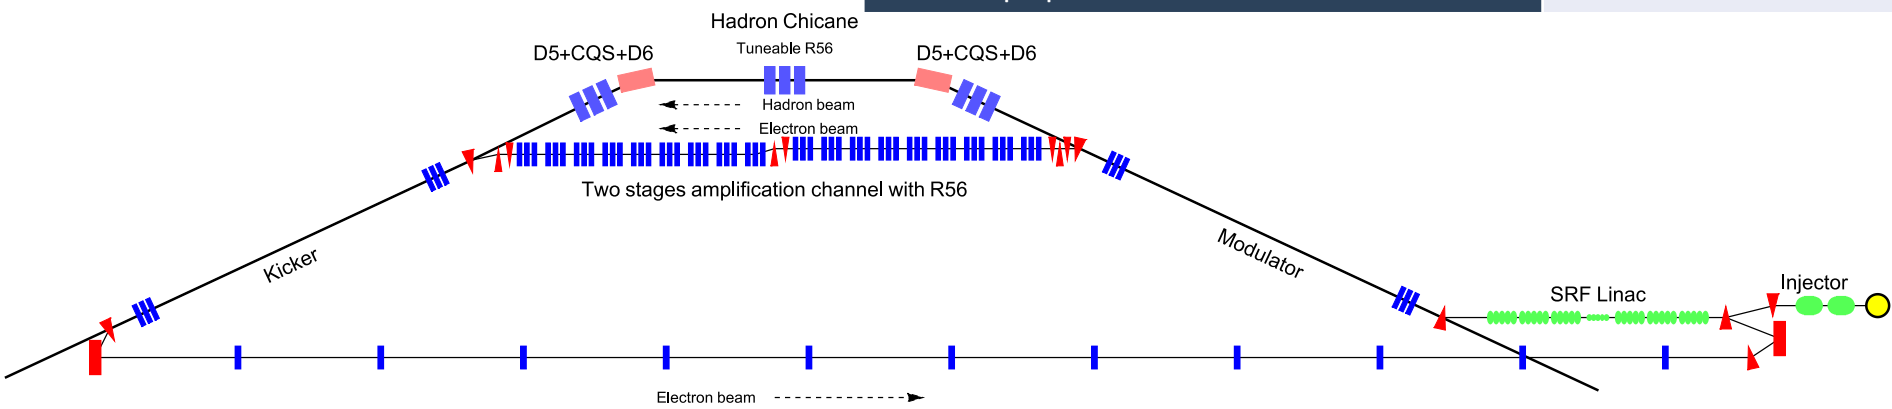 Hadron Chicane
Tuneable R56
D5+CQS+D6
D5+CQS+D6
Hadron beam
Electron beam
Two stages amplification channel with R56
Kicker
Modulator
SRF Linac
Injector
Electron beam